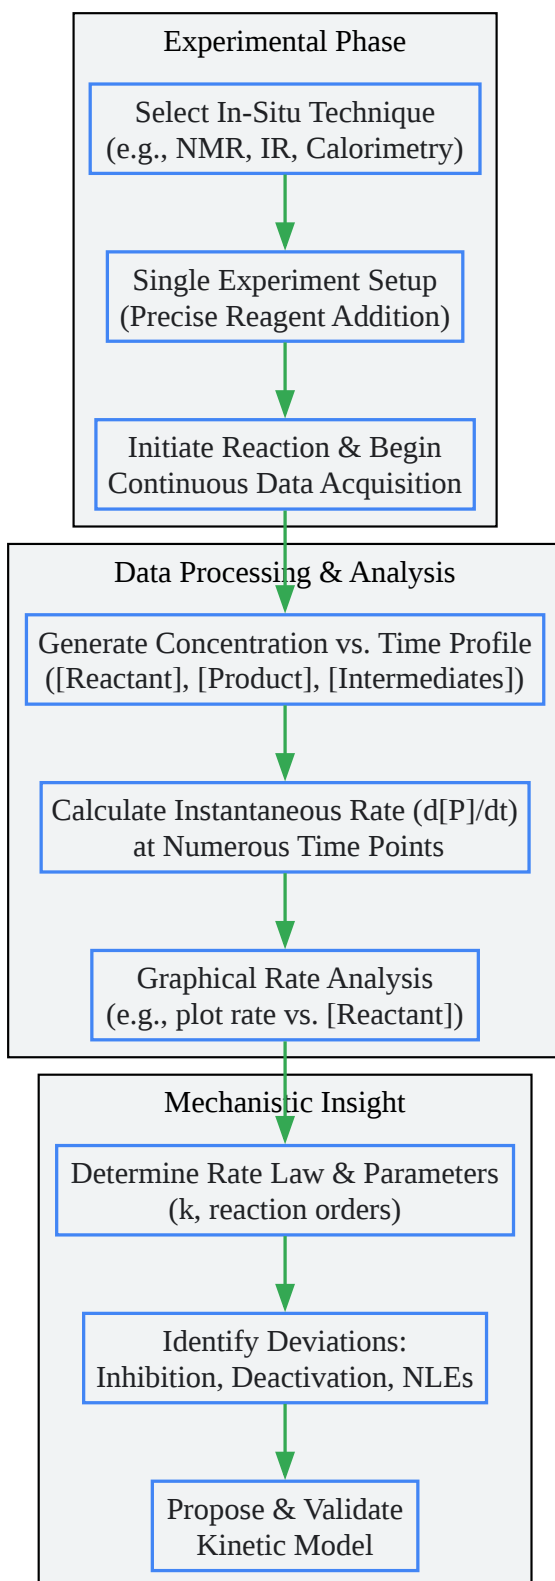 Experimental Phase
Select In-Situ Technique
(e.g., NMR, IR, Calorimetry)
Single Experiment Setup
(Precise Reagent Addition)
Initiate Reaction & Begin
Continuous Data Acquisition
Data Processing & Analysis
Generate Concentration vs. Time Profile
([Reactant], [Product], [Intermediates])
Calculate Instantaneous Rate (d[P]/dt)
at Numerous Time Points
Graphical Rate Analysis
(e.g., plot rate vs. [Reactant])
Mechanistic Insight
Determine Rate Law & Parameters
(k, reaction orders)
Identify Deviations:
Inhibition, Deactivation, NLEs
Propose & Validate
Kinetic Model